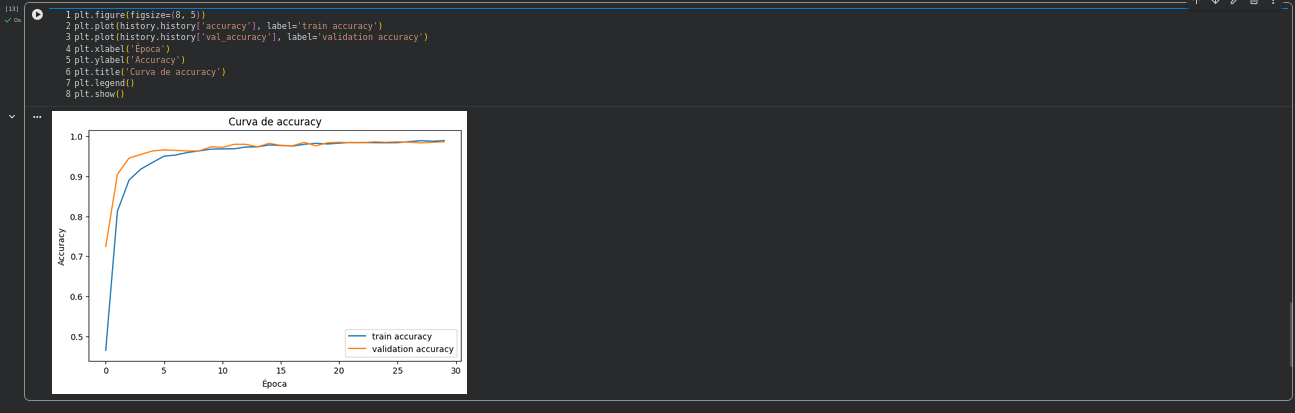 [13]
0s
1 plt.figure(figsize=(8, 5))
2 plt.plot(history.history['accuracy'], label='train accuracy')
3 plt.plot(history.history['val_accuracy'], label='validation accuracy')
4 plt.xlabel('Época')
5 plt.ylabel('Accuracy')
6 plt.title('Curva de accuracy')
7 plt.legend()
8 plt.show()
Curva de accuracy
1.0
0.9
0.8
0.7
0.6
0.5
Accuracy
train accuracy
validation accuracy
0 5 10 15 20 25 30
Época